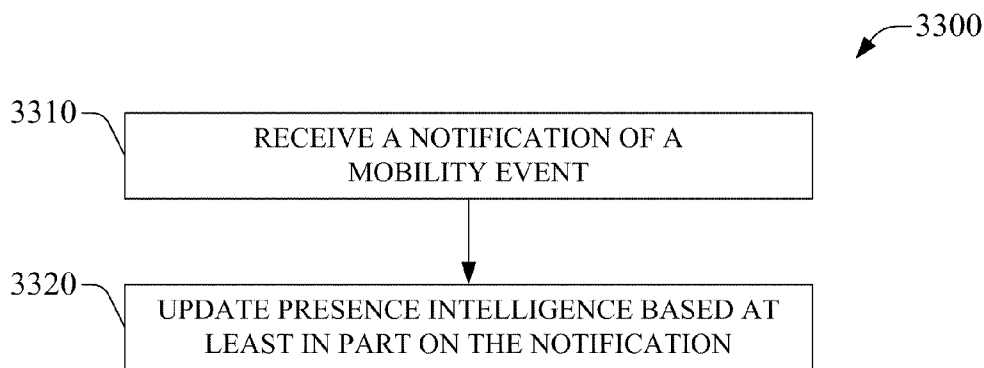 3300
3310
RECEIVE A NOTIFICATION OF A
MOBILITY EVENT
3320
UPDATE PRESENCE INTELLIGENCE BASED AT
LEAST IN PART ON THE NOTIFICATION